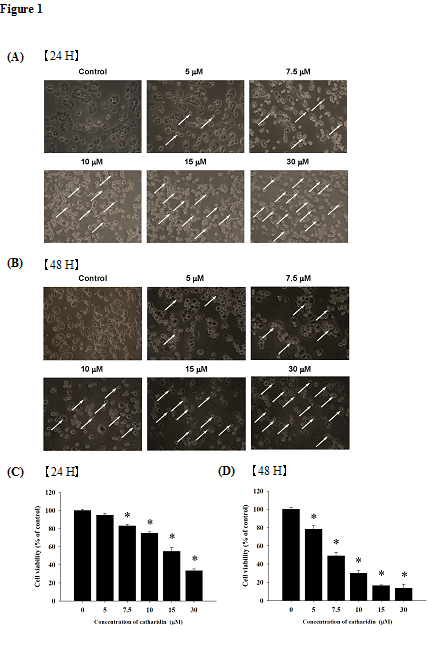 Figure 1
(A) 【24 H】
Control 5 µM 7.5 µM
10 µM 15 µM 30 µM
(B) 【48 H】
Control 5 µM 7.5 µM
10 µM 15 µM 30 µM
(C) 【24 H】 (D) 【48 H】
Cell viability (% of control)
120
100
80
60
40
20
0
* * * *
0 5 7.5 10 15 30
Concentration of catharidin (µM)
Cell viability (% of control)
120
100
80
60
40
20
0
* * * * *
0 5 7.5 10 15 30
Concentration of catharidin (µM)